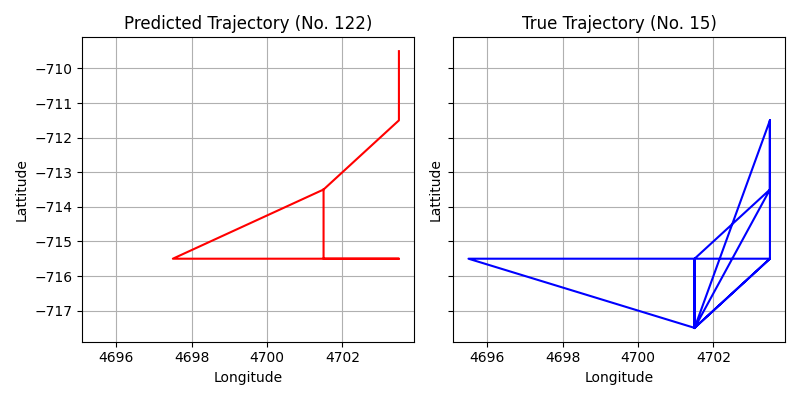 Predicted Trajectory (No. 122)
True Trajectory (No. 15)
Lattitude
−710
−711
−712
−713
−714
−715
−716
−717
Lattitude
4696 4698 4700 4702
4696 4698 4700 4702
Longitude
Longitude